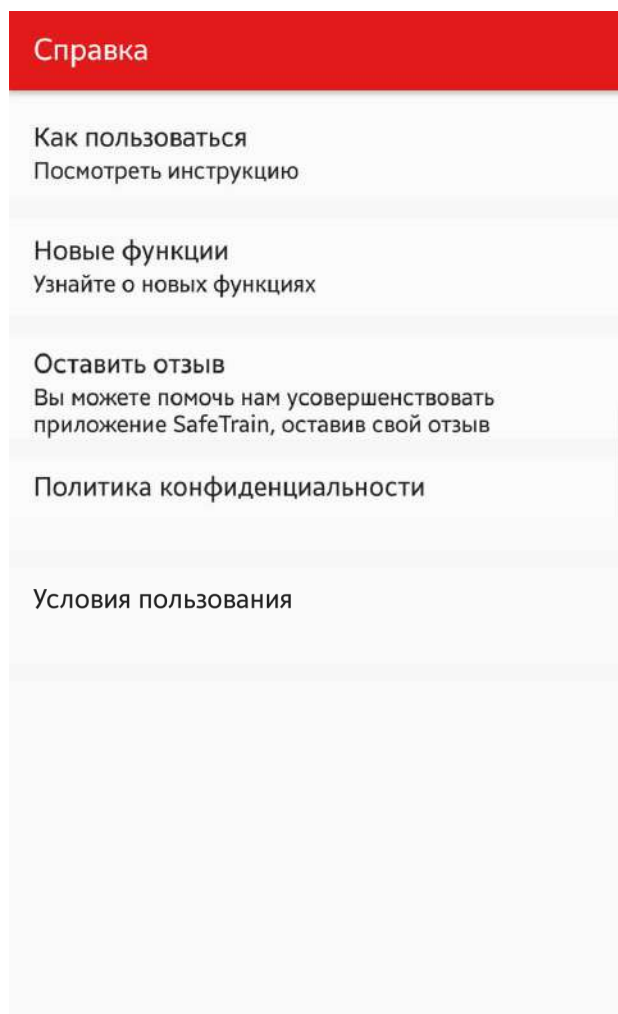 Справка
Как пользоваться
Посмотреть инструкцию
Новые функции
Узнайте о новых функциях
Оставить отзыв
Вы можете помочь нам усовершенствовать
приложение SafeTrain, оставив свой отзыв
Политика конфиденциальности
Условия пользования